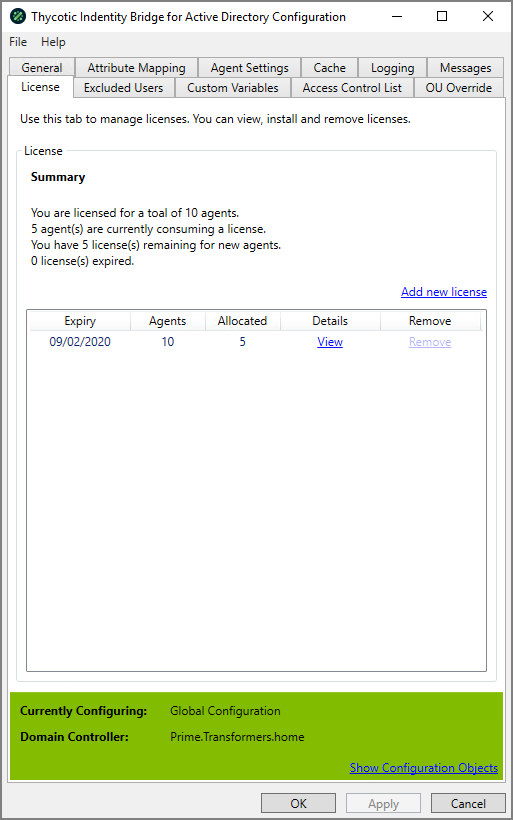 Thycotic Indentity Bridge for Active Directory Configuration
File Help
General Attribute Mapping Agent Settings Cache Logging Messages
License Excluded Users Custom Variables Access Control List OU Override
Use this tab to manage licenses. You can view, install and remove licenses.
License
Summary
You are licensed for a toal of 10 agents.
5 agent(s) are currently consuming a license.
You have 5 license(s) remaining for new agents.
0 license(s) expired.
Add new license
Expiry Agents Allocated Details Remove
09/02/2020 10 5 View Remove
Currently Configuring: Global Configuration
Domain Controller: Prime.Transformers.home
Show Configuration Objects
OK Apply Cancel